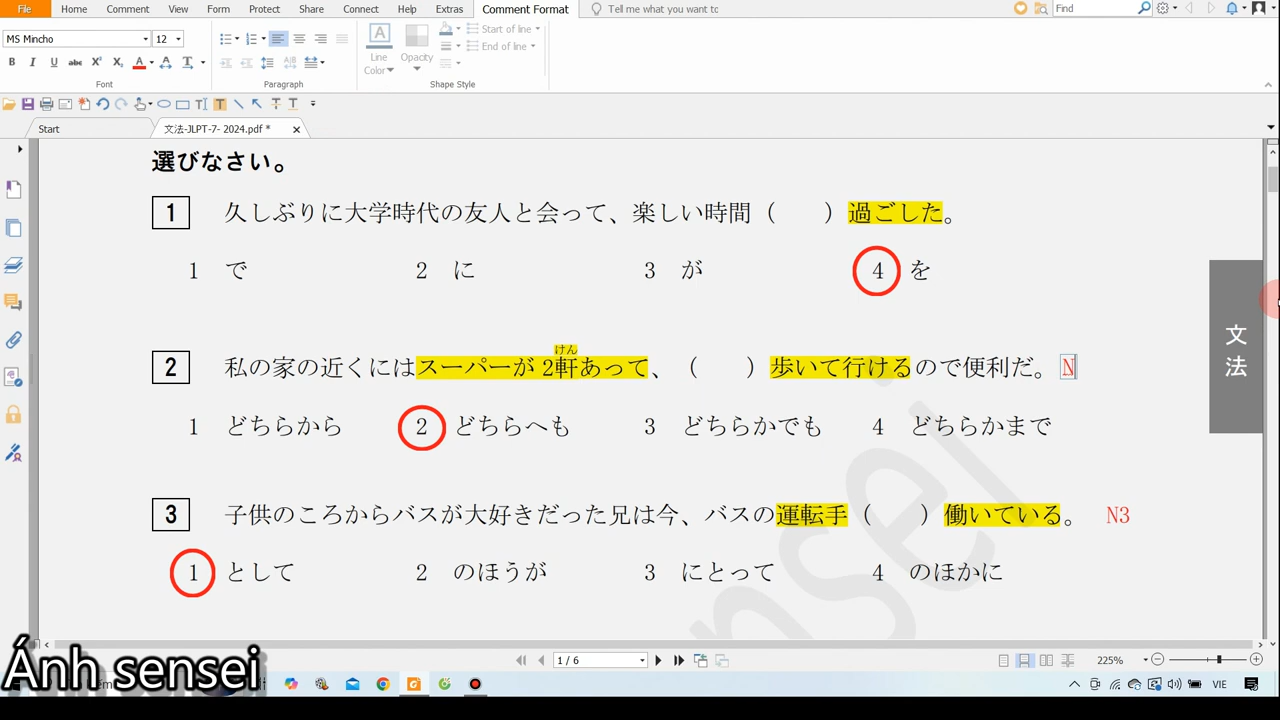 File Home Comment View Form Protect Share Connect Help Extras Comment Format Tell me what you want to Find
MS Mincho 12 Start of line
Line Color Opacity End of line
Font Paragraph Shape Style
Start 文法-JLPT-7- 2024.pdf *
選びなさい。
1 久しぶりに大学時代の友人と会って、楽しい時間（　　）過ごした。
1 で 2 に 3 が 4 を
けん
2 私の家の近くにはスーパーが2軒あって、（　　）歩いて行けるので便利だ。 N
1 どちらから 2 どちらへも 3 どちらかでも 4 どちらかまで
3 子供のころからバスが大好きだった兄は今、バスの運転手（　　）働いている。 N3
1 として 2 のほうが 3 にとって 4 のほかに
文法
nsei
1 / 6 225%
Ánh sensei
VIE